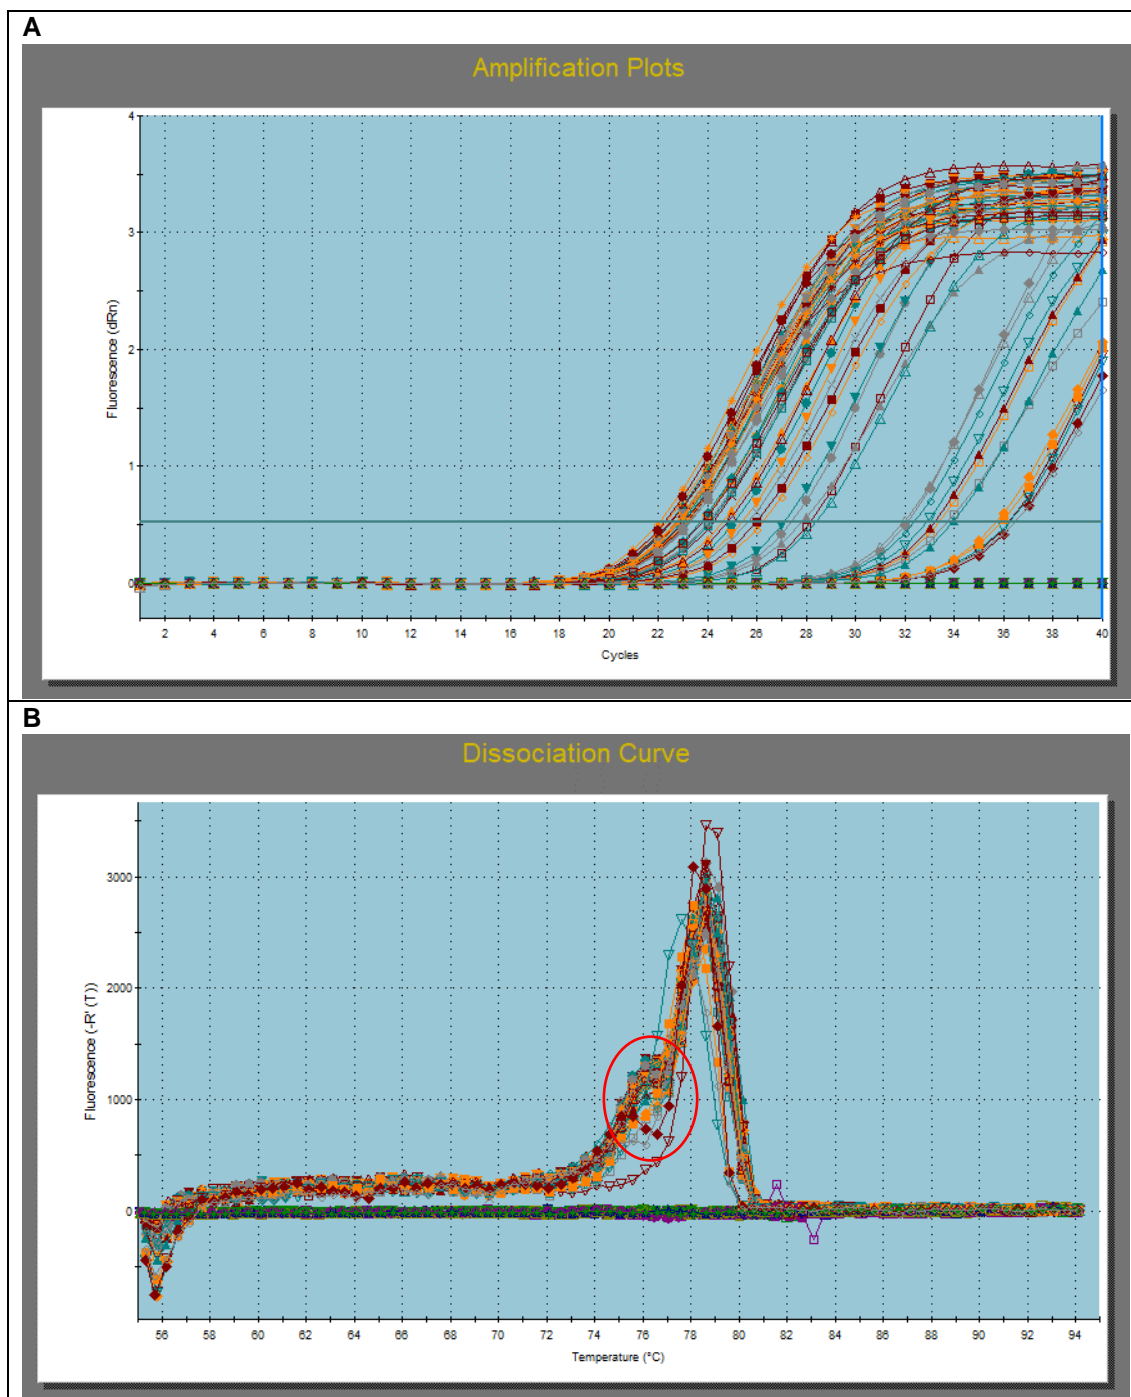 A
Amplification Plots
4
3
2
1
0
Fluorescence (dRn)
2 4 6 8 10 12 14 16 18 20 22 24 26 28 30 32 34 36 38 40
Cycles
B
Dissociation Curve
3000
2000
1000
0
Fluorescence (-R' (T))
56 58 60 62 64 66 68 70 72 74 76 78 80 82 84 86 88 90 92 94
Temperature (°C)